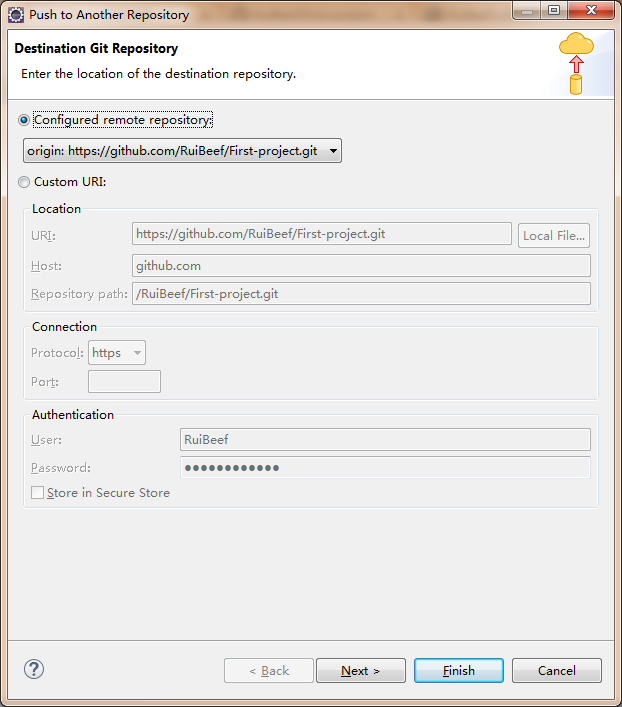 Push to Another Repository
Destination Git Repository
Enter the location of the destination repository.
Configured remote repository:
origin: https://github.com/RuiBeef/First-project.git
Custom URI:
Location
URI:
https://github.com/RuiBeef/First-project.git
Local File...
Host:
github.com
Repository path:
/RuiBeef/First-project.git
Connection
Protocol:
https
Port:
Authentication
User:
RuiBeef
Password:
●●●●●●●●●●●●
Store in Secure Store
?
< Back
Next >
Finish
Cancel